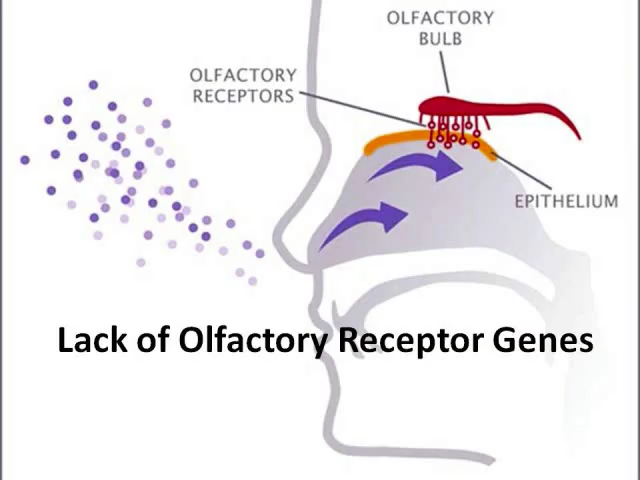 OLFACTORY
BULB
OLFACTORY
RECEPTORS
EPITHELIUM
Lack of Olfactory Receptor Genes